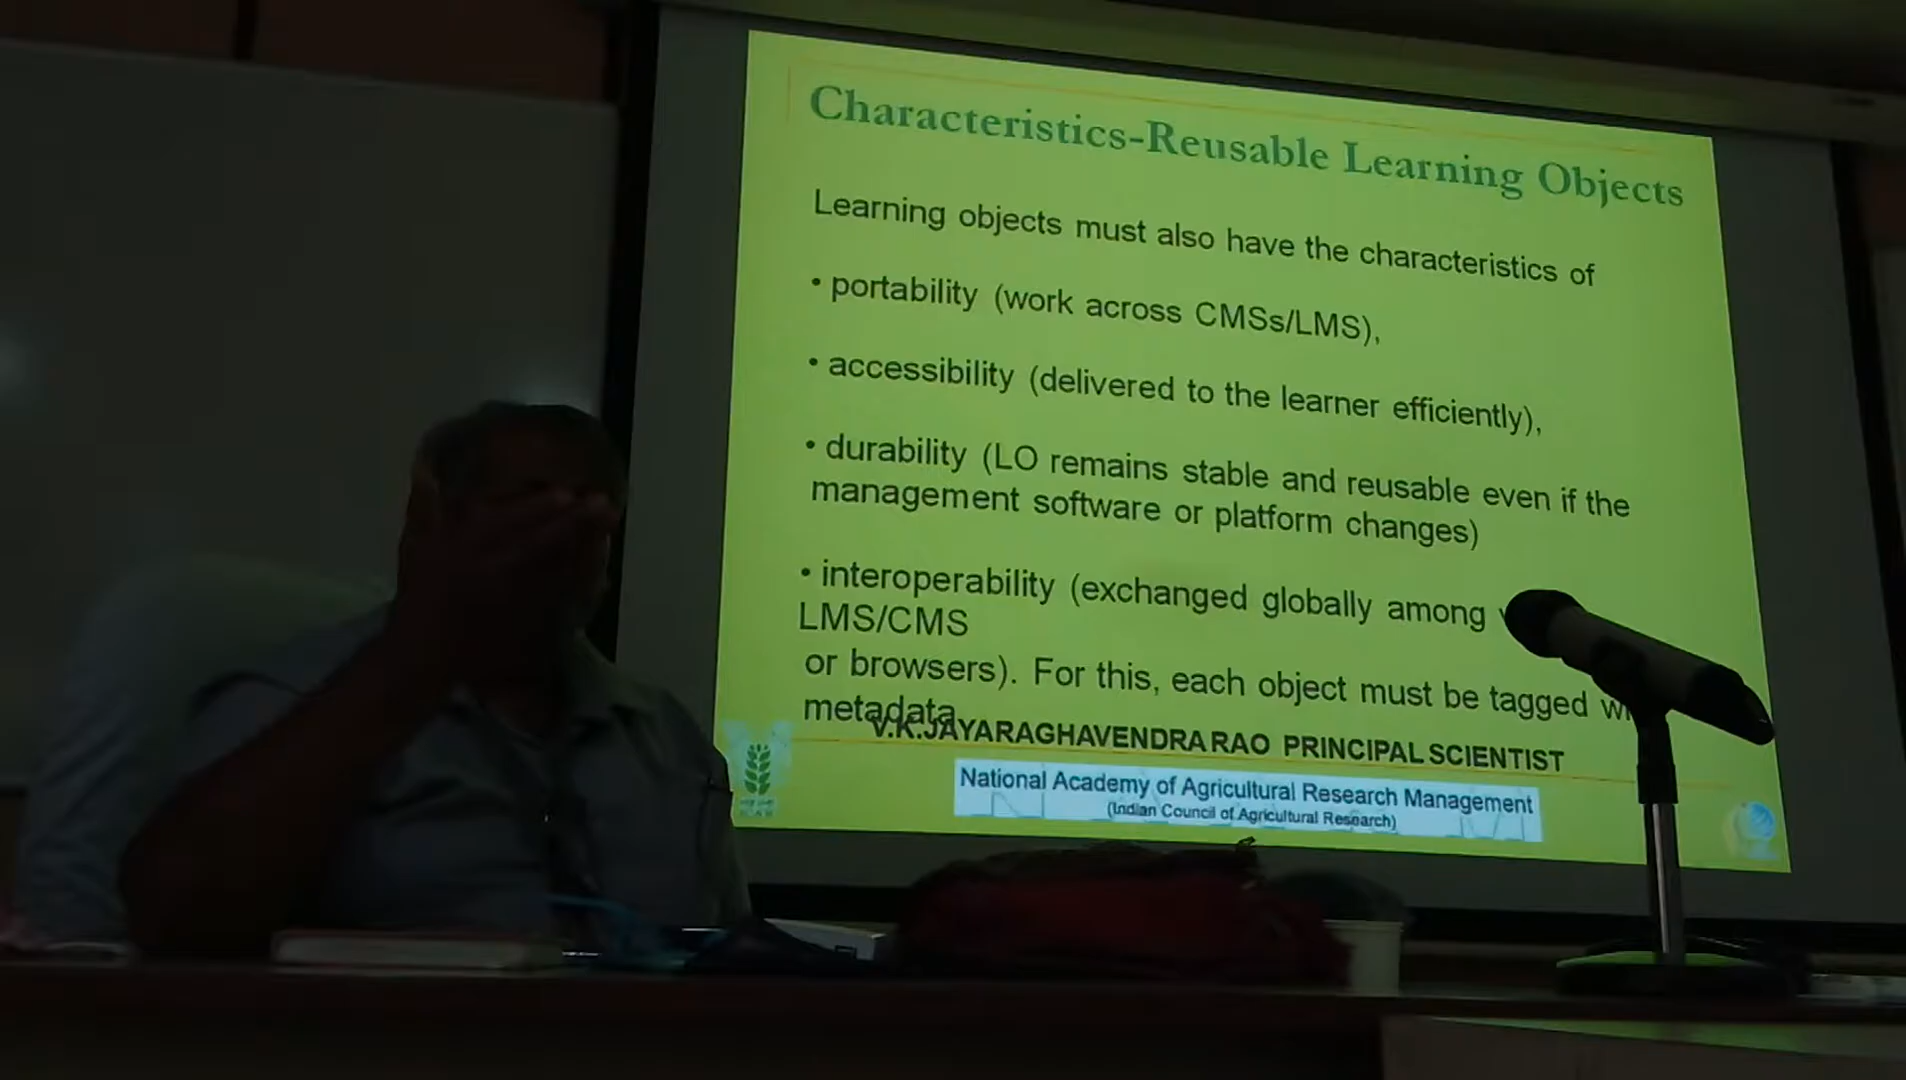 Characteristics-Reusable Learning Objects
Learning objects must also have the characteristics of
• portability (work across CMSs/LMS),
• accessibility (delivered to the learner efficiently),
• durability (LO remains stable and reusable even if the
management software or platform changes)
• interoperability (exchanged globally among
LMS/CMS
or browsers). For this, each object must be tagged
metadata
V.K.JAYARAGHAVENDRA RAO PRINCIPAL SCIENTIST
National Academy of Agricultural Research Management
(Indian Council of Agricultural Research)